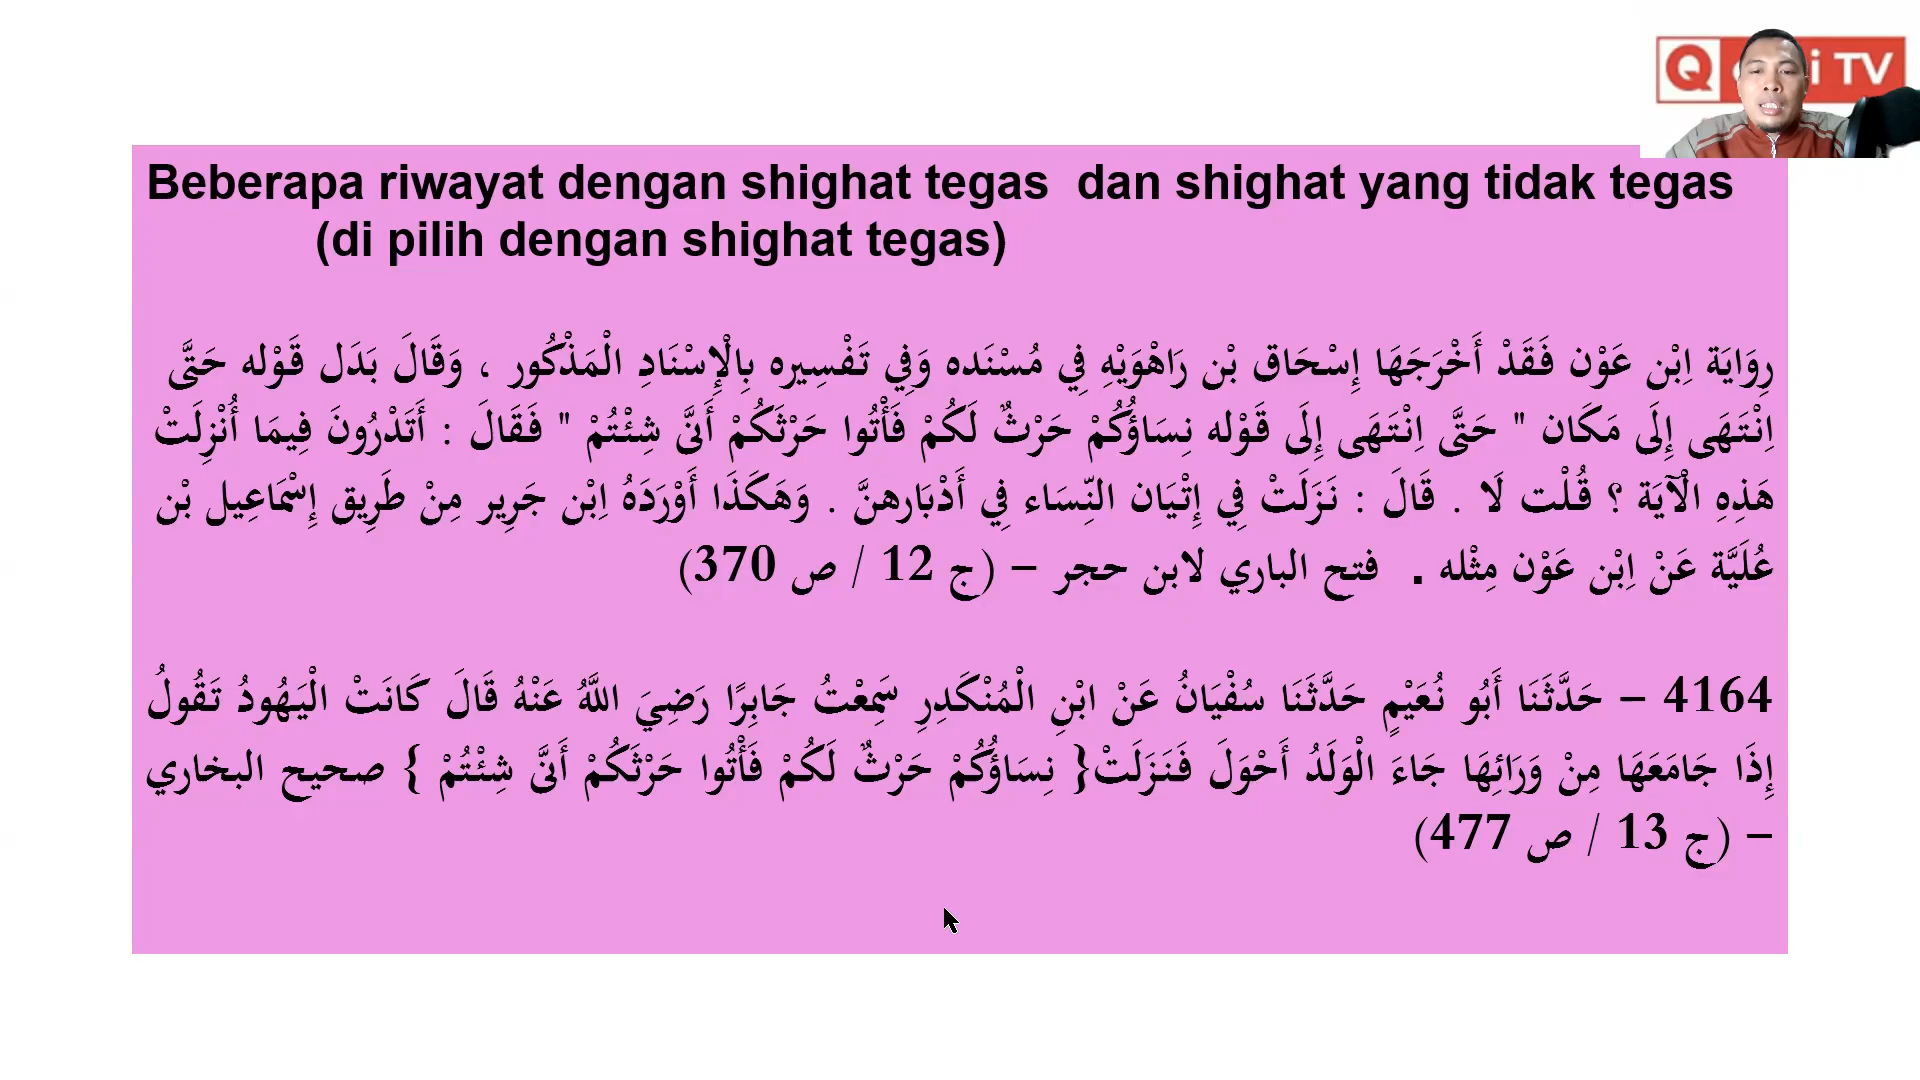 Q i TV
Beberapa riwayat dengan shighat tegas dan shighat yang tidak tegas
(di pilih dengan shighat tegas)
رِوَايَة اِبْن عَوْن فَقَدْ أَخْرَجَهَا إِسْحَاق بْن رَاهْوَيْهِ فِي مُسْنَده وَفِي تَفْسِيره بِالْإِسْنَادِ الْمَذْكُور ، وَقَالَ بَدَل قَوْله حَتَّى
اِنْتَهَى إِلَى مَكَان " حَتَّى اِنْتَهَى إِلَى قَوْله نِسَاؤُكُمْ حَرْثٌ لَكُمْ فَأْتُوا حَرْثَكُمْ أَنَّى شِئْتُمْ " فَقَالَ : أَتَدْرُونَ فِيمَا أُنْزِلَتْ
هَذِهِ الْآيَة ؟ قُلْت لَا . قَالَ : نَزَلَتْ فِي إِتْيَان النِّسَاء فِي أَدْبَارهنَّ . وَهَكَذَا أَوْرَدَهُ اِبْن جَرِير مِنْ طَرِيق إِسْمَاعِيل بْن
عُلَيَّة عَنْ اِبْن عَوْن مِثْله . فتح الباري لابن حجر – (ج 12 / ص 370)
4164 – حَدَّثَنَا أَبُو نُعَيْمٍ حَدَّثَنَا سُفْيَانُ عَنْ ابْنِ الْمُنْكَدِرِ سَمِعْتُ جَابِرًا رَضِيَ اللَّهُ عَنْهُ قَالَ كَانَتْ الْيَهُودُ تَقُولُ
إِذَا جَامَعَهَا مِنْ وَرَائِهَا جَاءَ الْوَلَدُ أَحْوَلَ فَنَزَلَتْ{ نِسَاؤُكُمْ حَرْثٌ لَكُمْ فَأْتُوا حَرْثَكُمْ أَنَّى شِئْتُمْ } صحيح البخاري
– (ج 13 / ص 477)